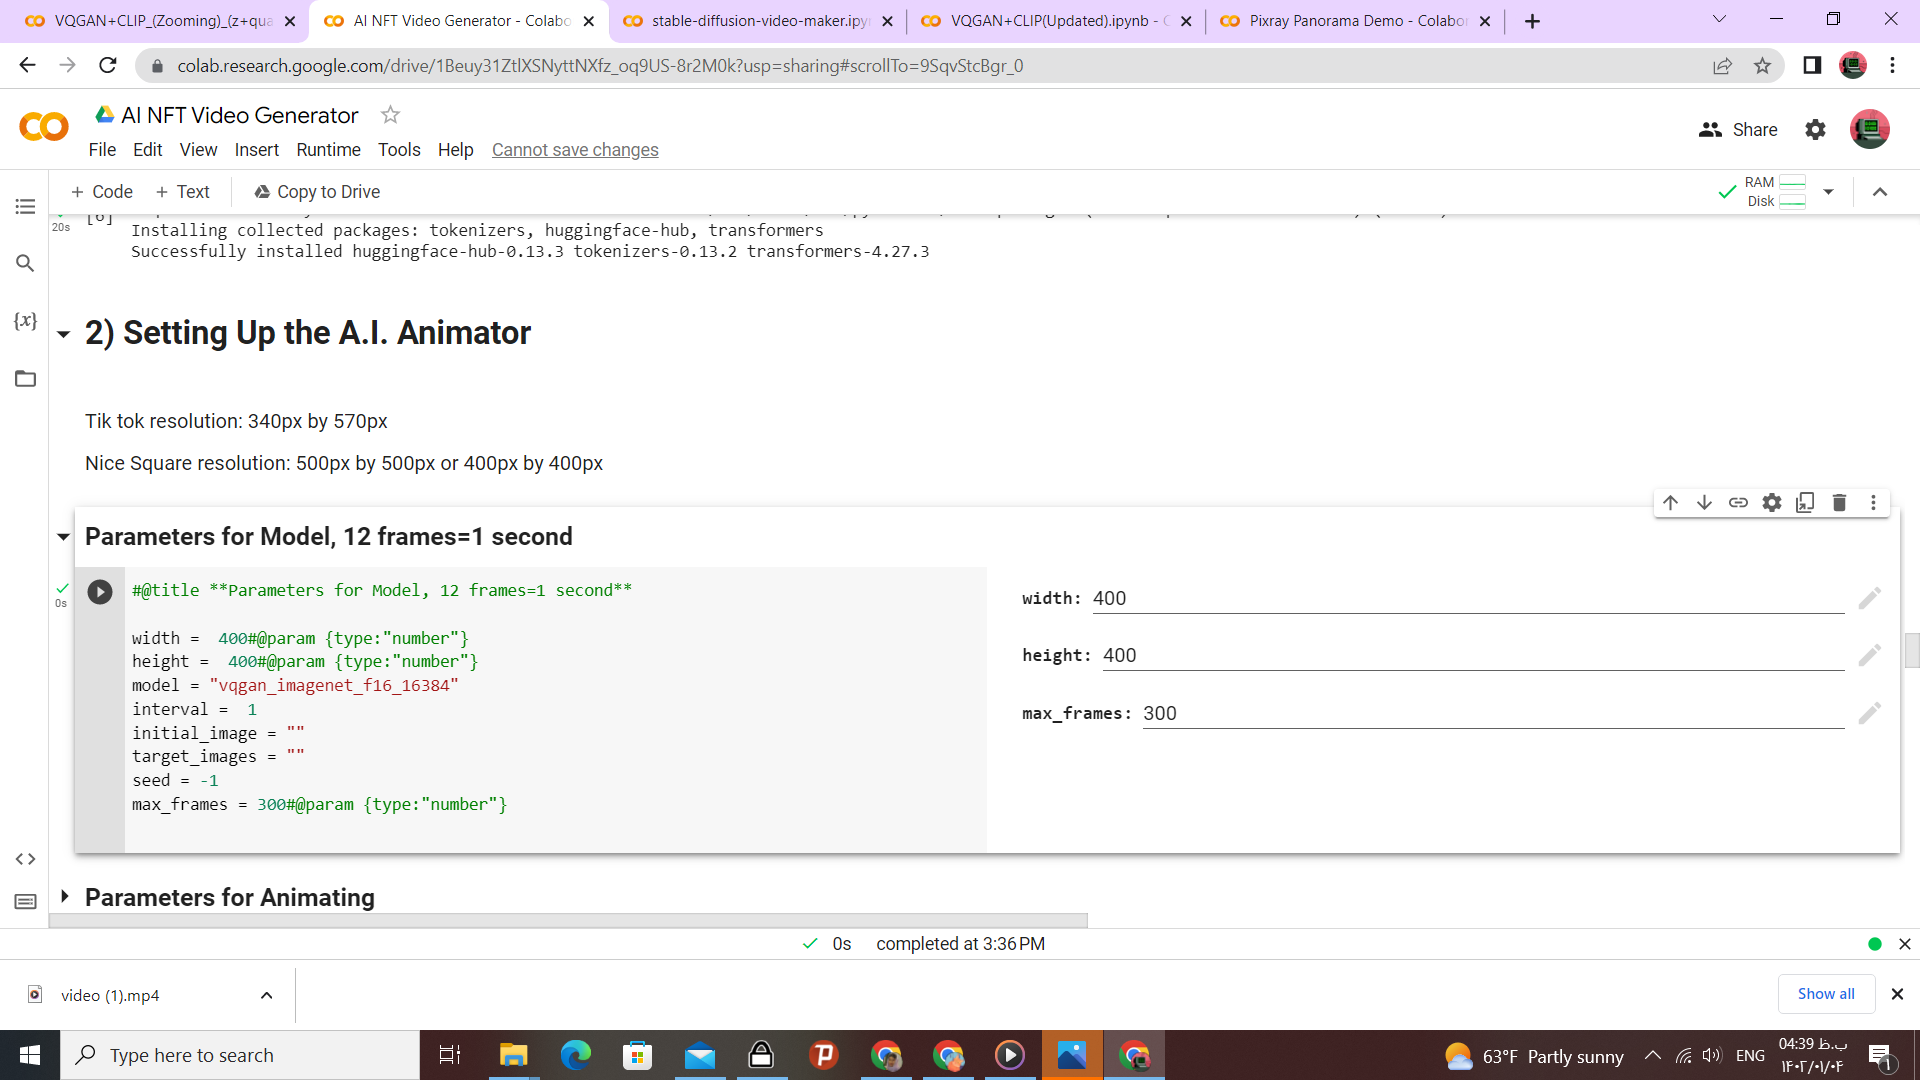 VQGAN+CLIP_(Zooming)_(z+qua
AI NFT Video Generator - Colabo
stable-diffusion-video-maker.ipy
VQGAN+CLIP(Updated).ipynb - C
Pixray Panorama Demo - Colabor
colab.research.google.com/drive/1Beuy31ZtlXSNyttNXfz_oq9US-8r2M0k?usp=sharing#scrollTo=9SqvStcBgr_0
AI NFT Video Generator
Share
File Edit View Insert Runtime Tools Help Cannot save changes
+ Code + Text Copy to Drive
RAM
Disk
[6]
20s
Installing collected packages: tokenizers, huggingface-hub, transformers
Successfully installed huggingface-hub-0.13.3 tokenizers-0.13.2 transformers-4.27.3
{x}
2) Setting Up the A.I. Animator
Tik tok resolution: 340px by 570px
Nice Square resolution: 500px by 500px or 400px by 400px
Parameters for Model, 12 frames=1 second
0s
#@title **Parameters for Model, 12 frames=1 second**
width =  400#@param {type:"number"}
height =  400#@param {type:"number"}
model = "vqgan_imagenet_f16_16384"
interval =  1
initial_image = ""
target_images = ""
seed = -1
max_frames = 300#@param {type:"number"}
width: 400
height: 400
max_frames: 300
Parameters for Animating
0s completed at 3:36 PM
video (1).mp4
Show all
Type here to search
63°F Partly sunny
ENG
04:39 ب.ظ
۱۴۰۲/۰۱/۰۴
۱